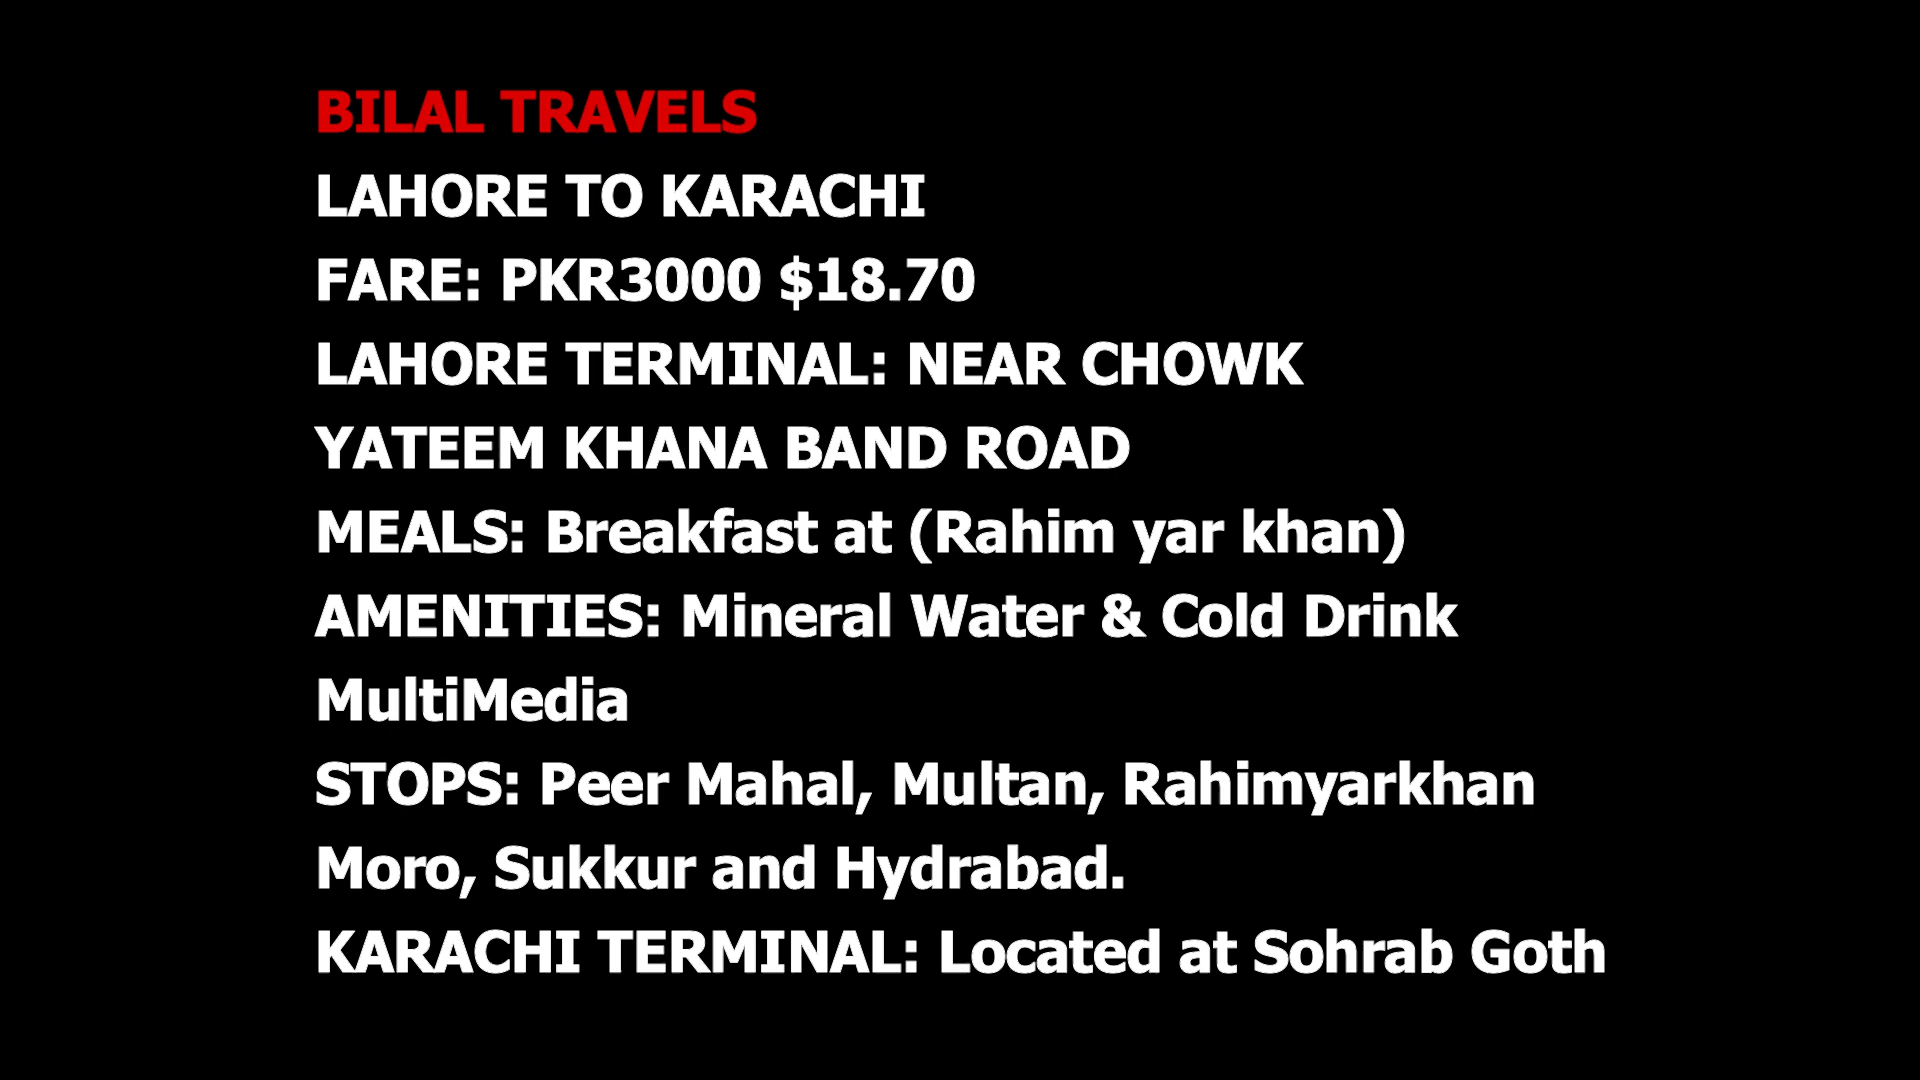 BILAL TRAVELS
LAHORE TO KARACHI
FARE: PKR3000 $18.70
LAHORE TERMINAL: NEAR CHOWK
YATEEM KHANA BAND ROAD
MEALS: Breakfast at (Rahim yar khan)
AMENITIES: Mineral Water & Cold Drink
MultiMedia
STOPS: Peer Mahal, Multan, Rahimyarkhan
Moro, Sukkur and Hydrabad.
KARACHI TERMINAL: Located at Sohrab Goth